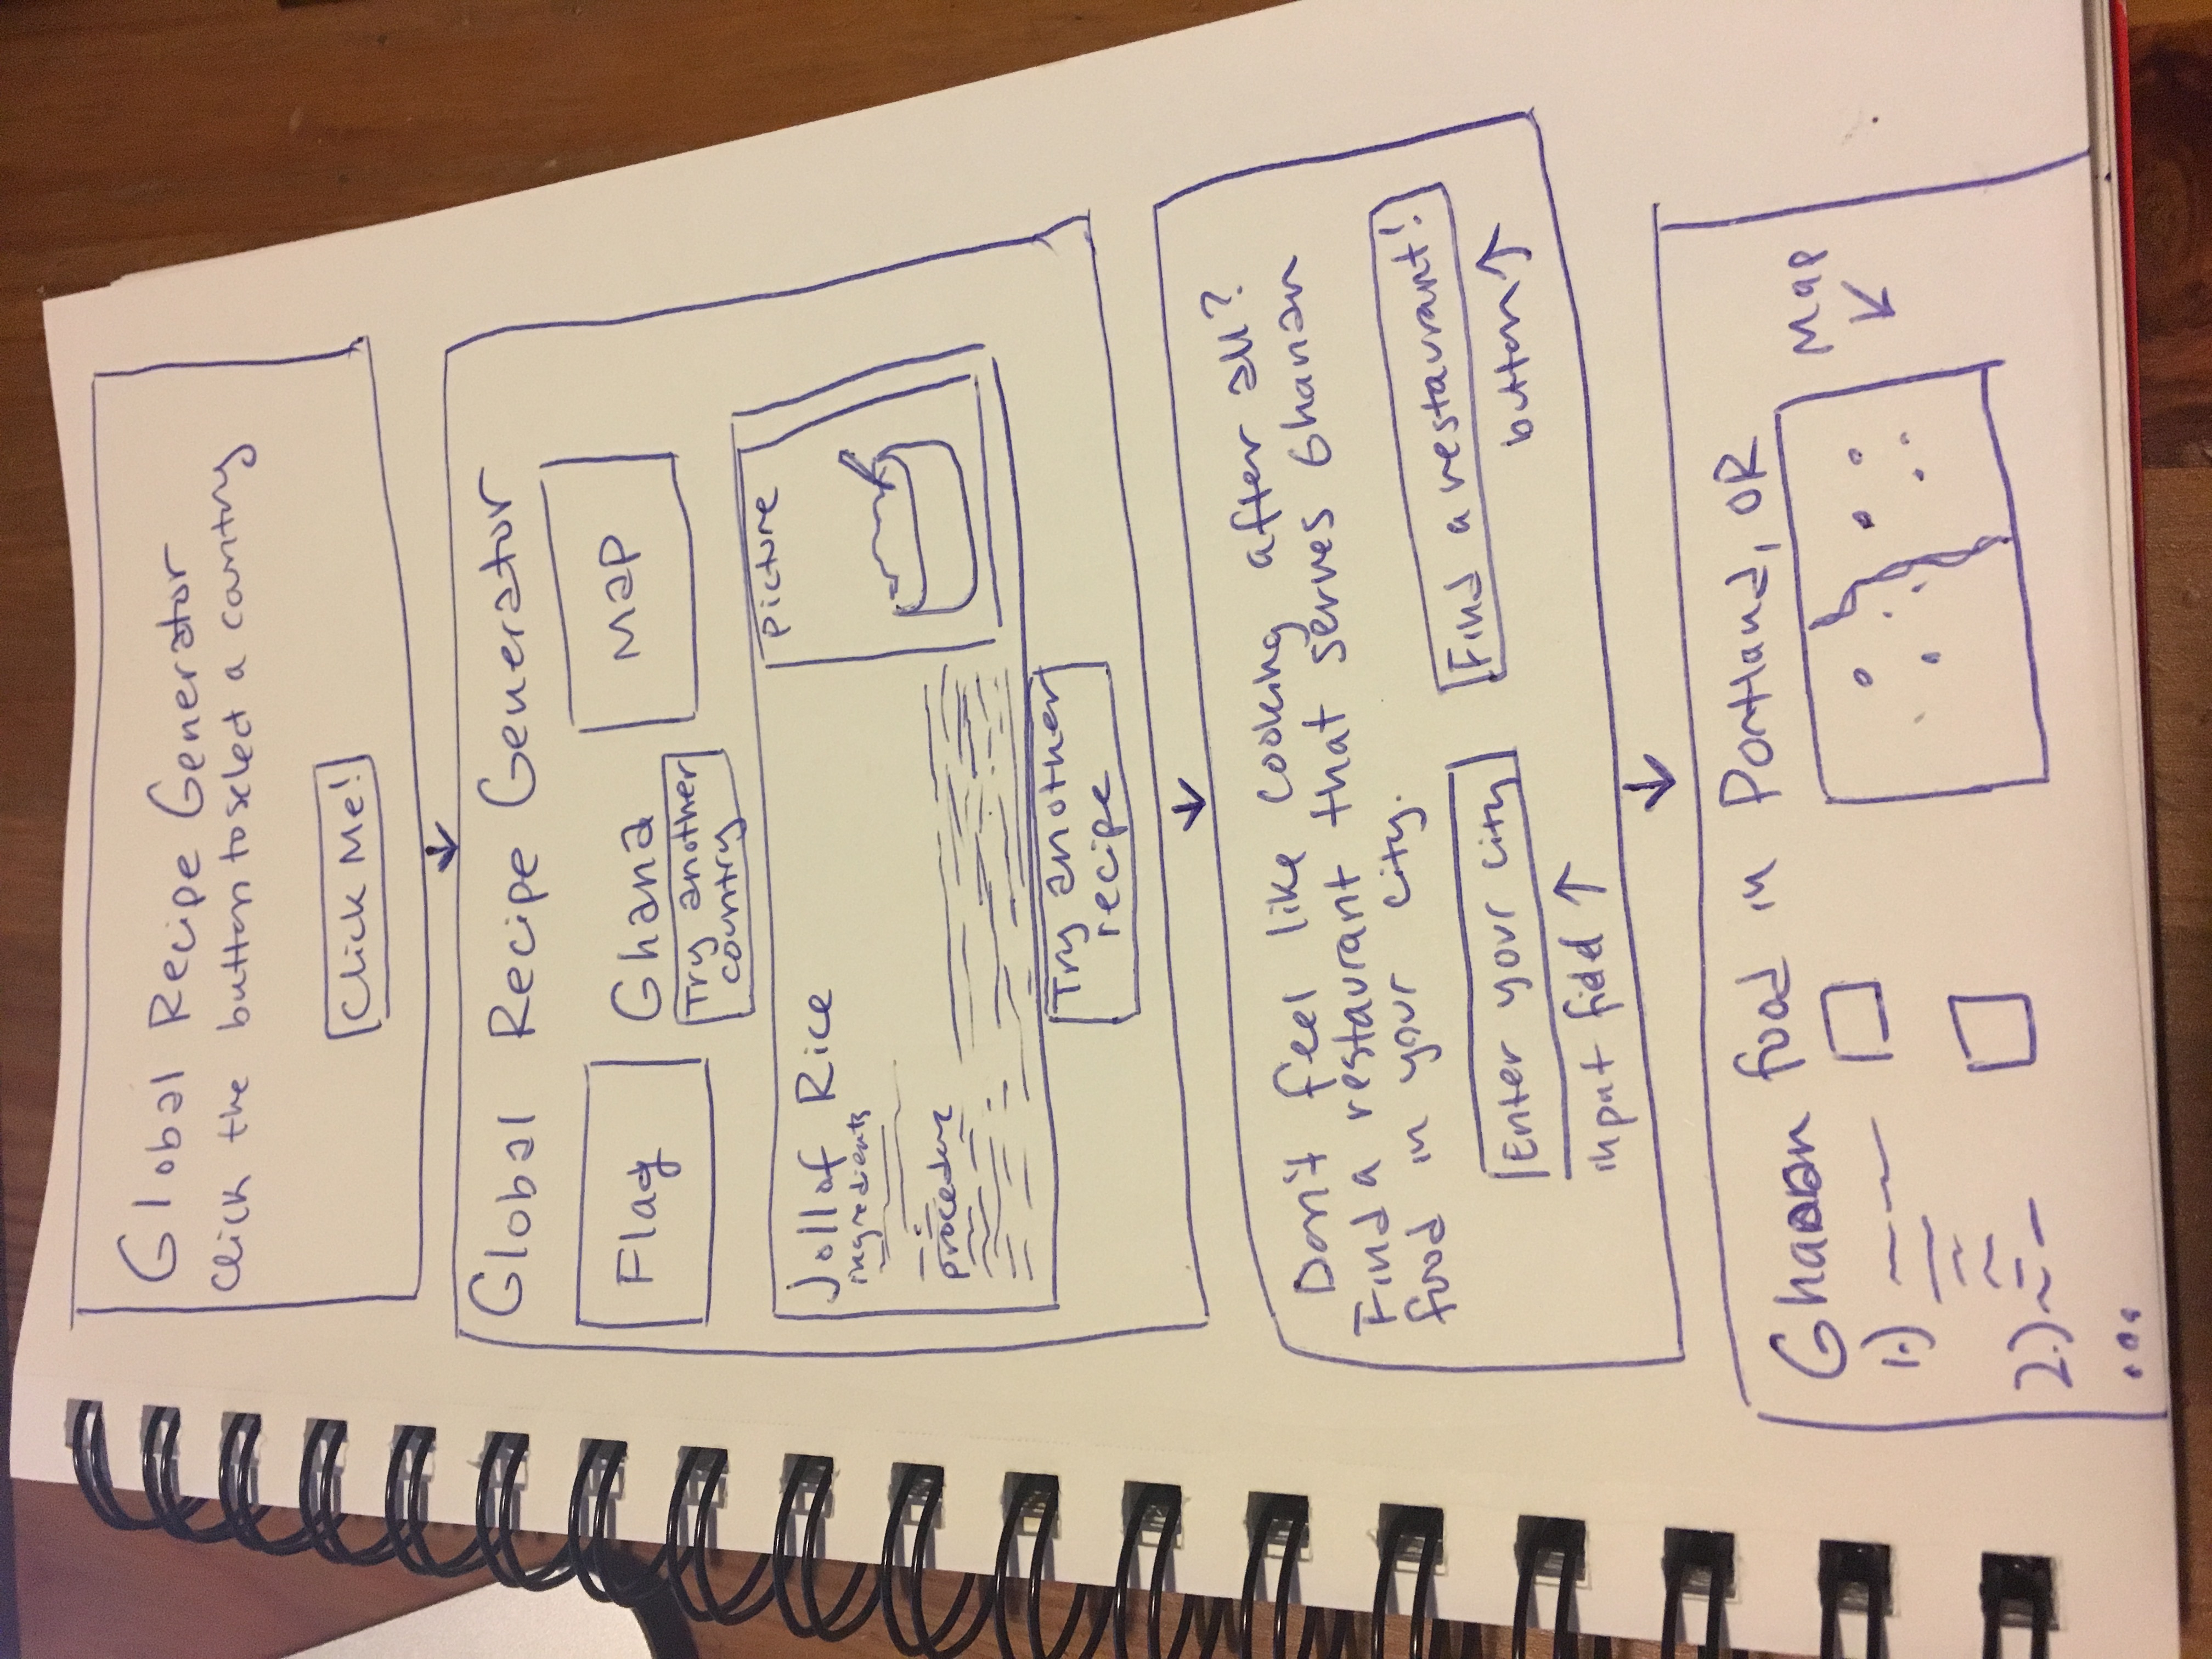 Global Recipe Generator
Click the button to select a country
Click Me!
Global Recipe Generator
Flag
Ghana
Map
Try another
country
Jollof Rice
picture
ingredients
procedure
Try another
recipe
Don't feel like cooking after all?
Find a restaurant that serves Ghanan
food in your city.
Enter your city
Find a restaurant!
button
input field
food in Portland, OR
Map
1.)
2.)
...